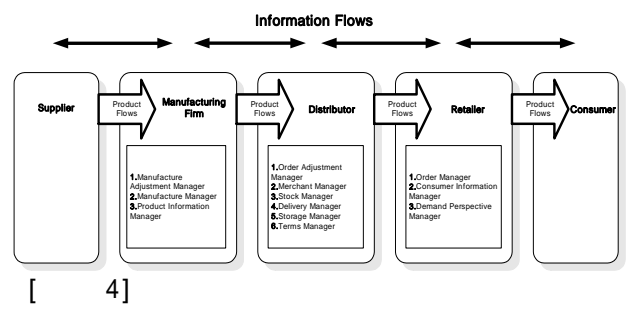 Information Flows
Supplier
Product
Flows
Manufacturing
Firm
Product
Flows
Distributor
Product
Flows
Retailer
Product
Flows
Consumer
1.Manufacture
Adjustment Manager
2.Manufacture Manager
3.Product Information
Manager
1.Order Adjustment
Manager
2.Merchant Manager
3.Stock Manager
4.Delivery Manager
5.Storage Manager
6.Terms Manager
1.Order Manager
2.Consumer Information
Manager
3.Demand Perspective
Manager
[ 4]